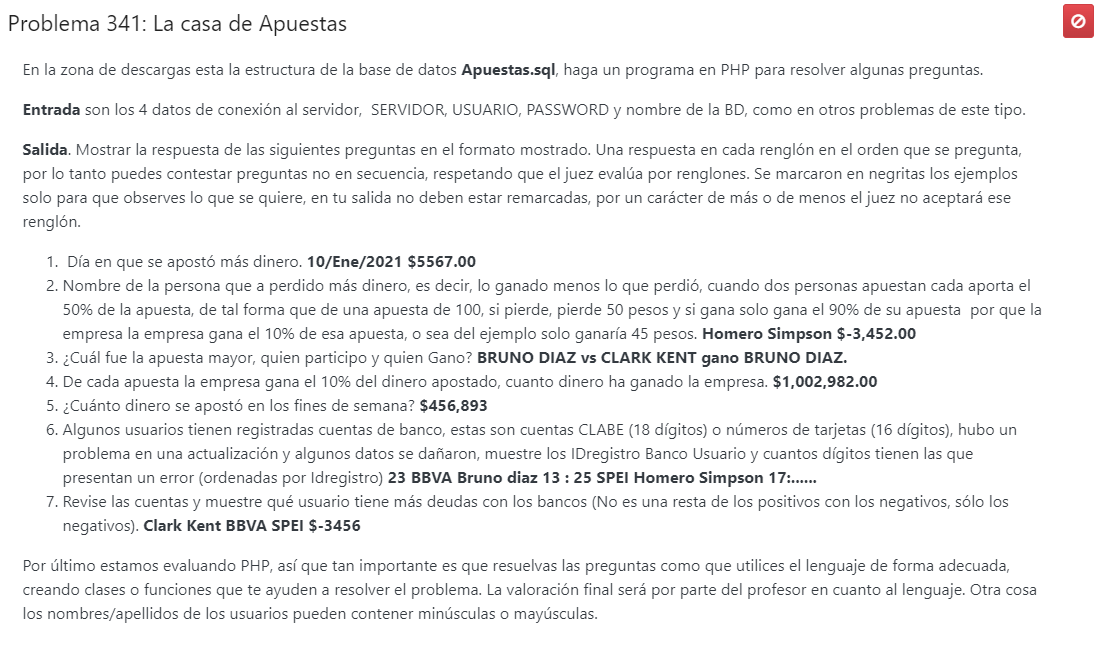 Problema 341: La casa de Apuestas
En la zona de descargas esta la estructura de la base de datos Apuestas.sql, haga un programa en PHP para resolver algunas preguntas.
Entrada son los 4 datos de conexión al servidor,  SERVIDOR, USUARIO, PASSWORD y nombre de la BD, como en otros problemas de este tipo.
Salida. Mostrar la respuesta de las siguientes preguntas en el formato mostrado. Una respuesta en cada renglón en el orden que se pregunta,
por lo tanto puedes contestar preguntas no en secuencia, respetando que el juez evalúa por renglones. Se marcaron en negritas los ejemplos
solo para que observes lo que se quiere, en tu salida no deben estar remarcadas, por un carácter de más o de menos el juez no aceptará ese
renglón.
1.  Día en que se apostó más dinero. 10/Ene/2021 $5567.00
2. Nombre de la persona que a perdido más dinero, es decir, lo ganado menos lo que perdió, cuando dos personas apuestan cada aporta el
50% de la apuesta, de tal forma que de una apuesta de 100, si pierde, pierde 50 pesos y si gana solo gana el 90% de su apuesta  por que la
empresa la empresa gana el 10% de esa apuesta, o sea del ejemplo solo ganaría 45 pesos. Homero Simpson $-3,452.00
3. ¿Cuál fue la apuesta mayor, quien participo y quien Gano? BRUNO DIAZ vs CLARK KENT gano BRUNO DIAZ.
4. De cada apuesta la empresa gana el 10% del dinero apostado, cuanto dinero ha ganado la empresa. $1,002,982.00
5. ¿Cuánto dinero se apostó en los fines de semana? $456,893
6. Algunos usuarios tienen registradas cuentas de banco, estas son cuentas CLABE (18 dígitos) o números de tarjetas (16 dígitos), hubo un
problema en una actualización y algunos datos se dañaron, muestre los IDregistro Banco Usuario y cuantos dígitos tienen las que
presentan un error (ordenadas por Idregistro) 23 BBVA Bruno diaz 13 : 25 SPEI Homero Simpson 17:......
7. Revise las cuentas y muestre qué usuario tiene más deudas con los bancos (No es una resta de los positivos con los negativos, sólo los
negativos). Clark Kent BBVA SPEI $-3456
Por último estamos evaluando PHP, así que tan importante es que resuelvas las preguntas como que utilices el lenguaje de forma adecuada,
creando clases o funciones que te ayuden a resolver el problema. La valoración final será por parte del profesor en cuanto al lenguaje. Otra cosa
los nombres/apellidos de los usuarios pueden contener minúsculas o mayúsculas.